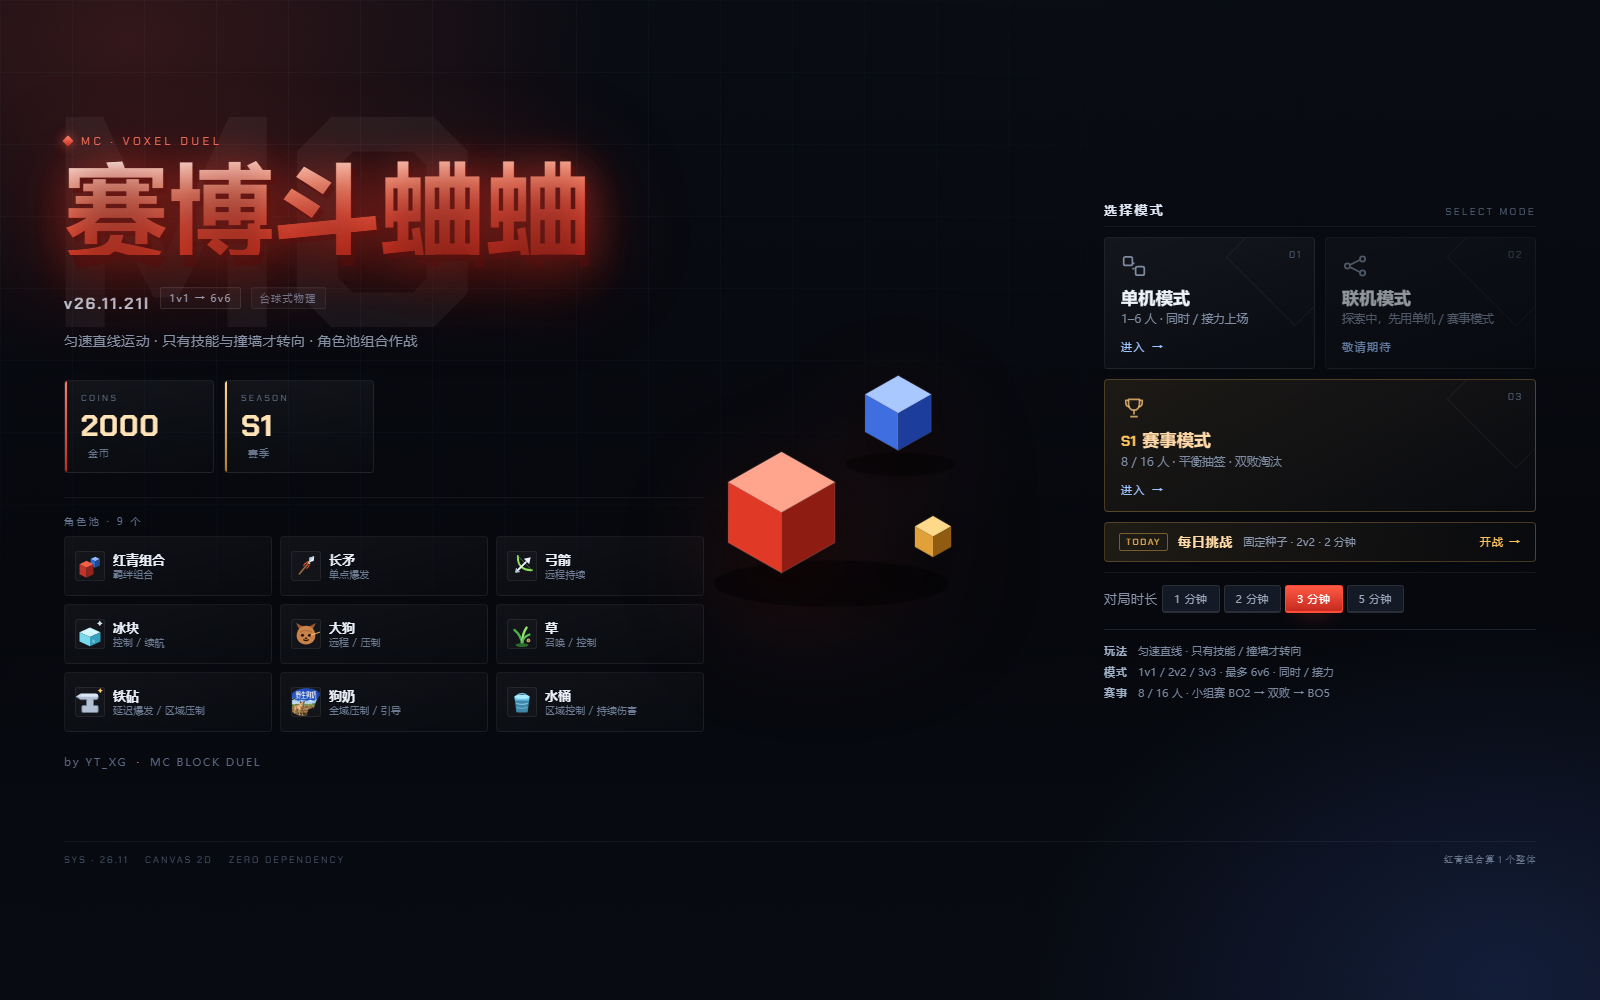 MC
MC · VOXEL DUEL
赛博斗蛐蛐
v26.11.21l
1v1 → 6v6
台球式物理
匀速直线运动 · 只有技能与撞墙才转向 · 角色池组合作战
COINS
2000
金币
SEASON
S1
赛季
角色池 · 9 个
红青组合
羁绊组合
长矛
单点爆发
弓箭
远程持续
冰块
控制 / 续航
大狗
远程 / 压制
草
召唤 / 控制
铁砧
延迟爆发 / 区域压制
狗奶
全域压制 / 引导
水桶
区域控制 / 持续伤害
by YT_XG · MC BLOCK DUEL
选择模式
SELECT MODE
01
单机模式
1–6 人 · 同时 / 接力上场
进入 →
02
联机模式
探索中，先用单机 / 赛事模式
敬请期待
03
S1 赛事模式
8 / 16 人 · 平衡抽签 · 双败淘汰
进入 →
TODAY 每日挑战 固定种子 · 2v2 · 2 分钟 开战 →
对局时长 1 分钟 2 分钟 3 分钟 5 分钟
玩法 匀速直线 · 只有技能 / 撞墙才转向
模式 1v1 / 2v2 / 3v3 · 最多 6v6 · 同时 / 接力
赛事 8 / 16 人 · 小组赛 BO2 → 双败 → BO5
SYS · 26.11 CANVAS 2D ZERO DEPENDENCY
红青组合算 1 个整体